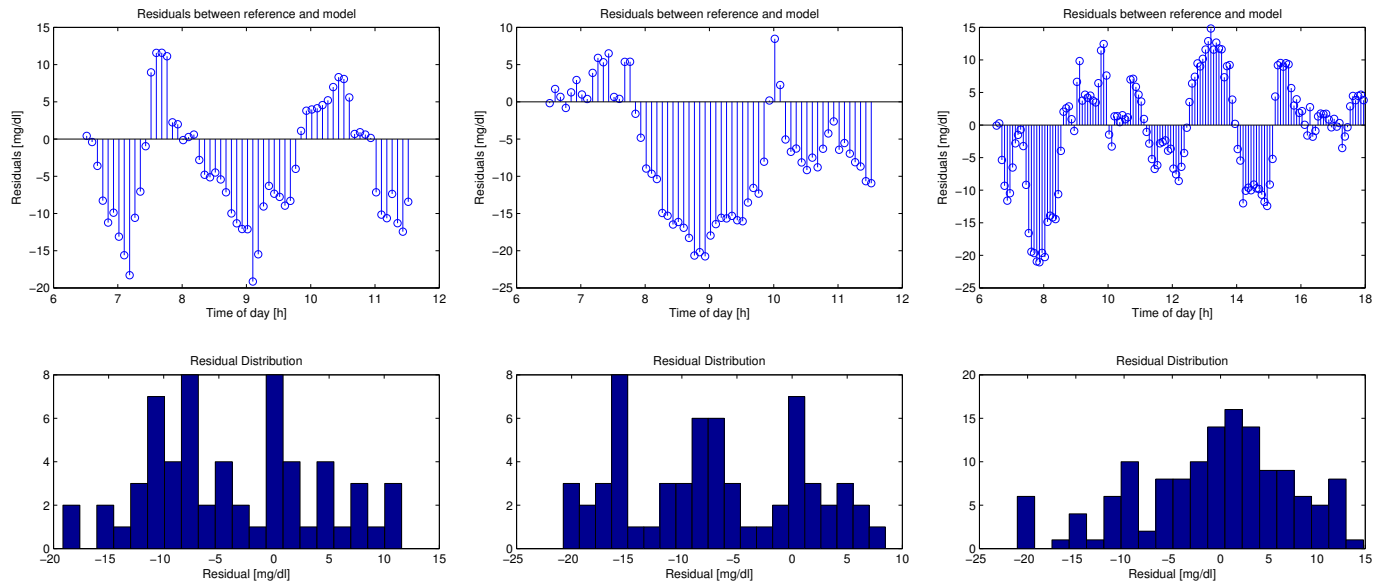 Residuals between reference and model
Residuals between reference and model
Residuals between reference and model
15
10
5
0
−5
−10
−15
−20
Residuals [mg/dl]
6 7 8 9 10 11 12
Time of day [h]
10
5
0
−5
−10
−15
−20
−25
Residuals [mg/dl]
6 7 8 9 10 11 12
Time of day [h]
15
10
5
0
−5
−10
−15
−20
−25
Residuals [mg/dl]
6 8 10 12 14 16 18
Time of day [h]
Residual Distribution
Residual Distribution
Residual Distribution
8
6
4
2
0
−20 −15 −10 −5 0 5 10 15
Residual [mg/dl]
8
6
4
2
0
−25 −20 −15 −10 −5 0 5 10
Residual [mg/dl]
20
15
10
5
0
−25 −20 −15 −10 −5 0 5 10 15
Residual [mg/dl]